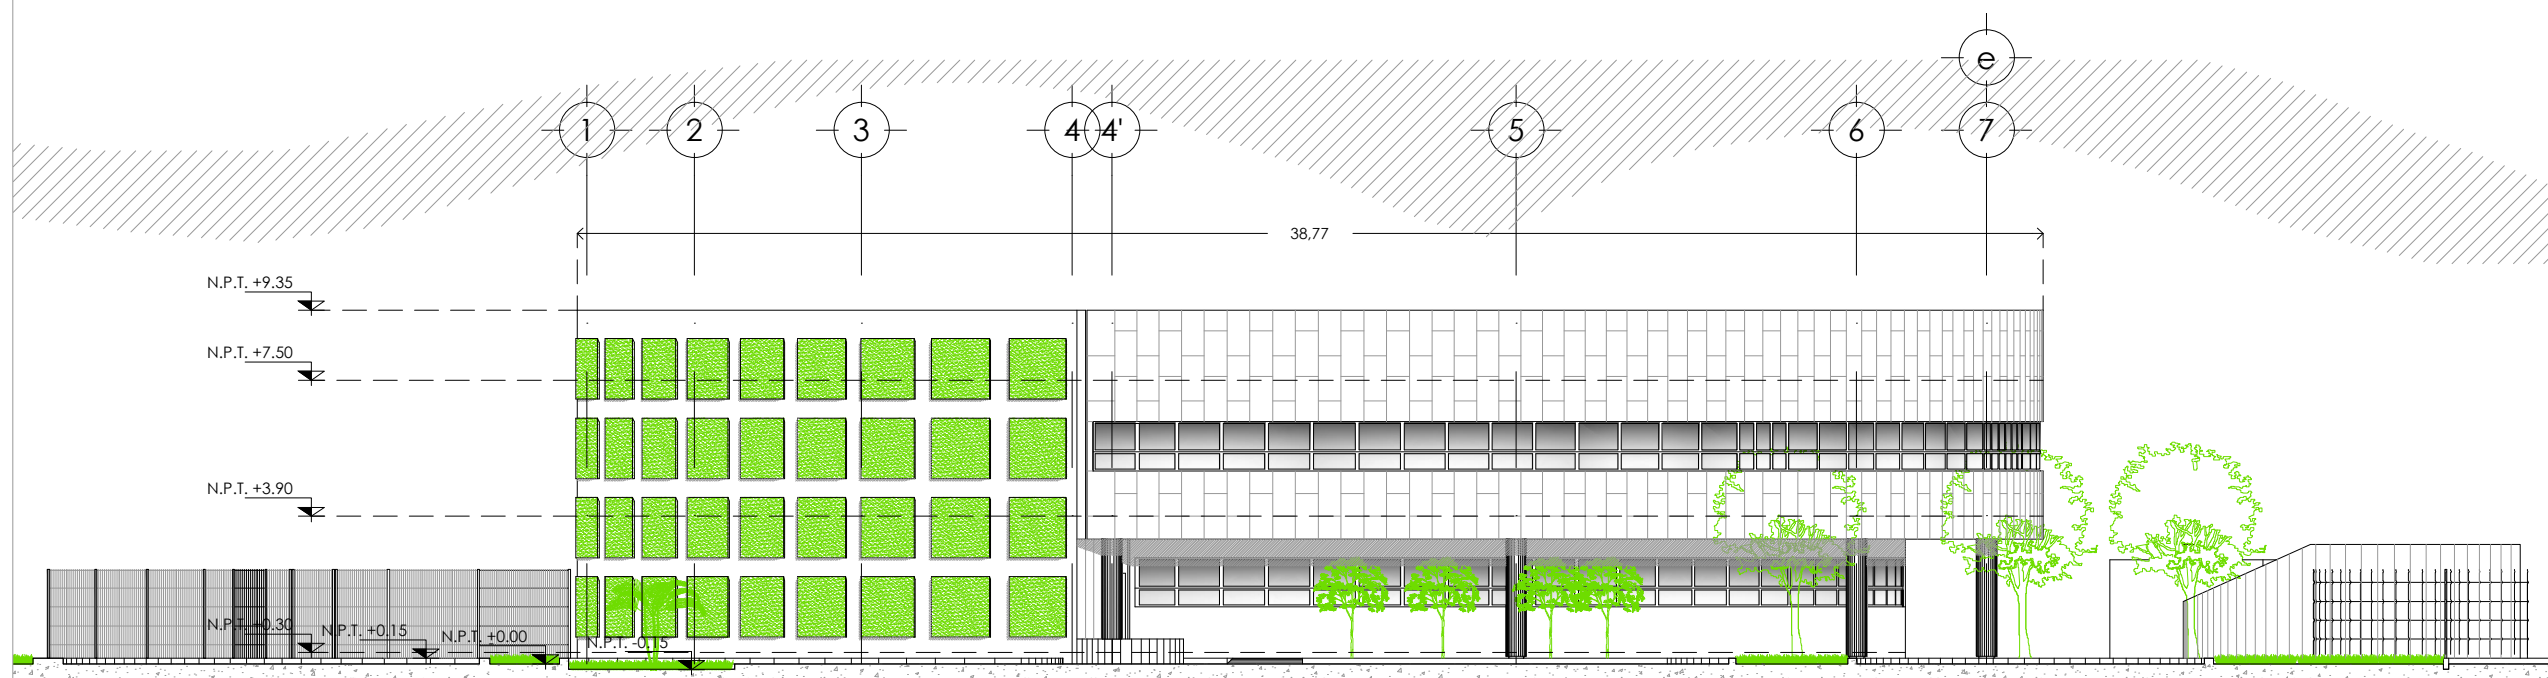 e
1 2 3 4 4' 5 6 7
38,77
N.P.T. +9.35
N.P.T. +7.50
N.P.T. +3.90
N.P.T. +0.30
N.P.T. +0.15
N.P.T. +0.00
N.P.T. -0.15